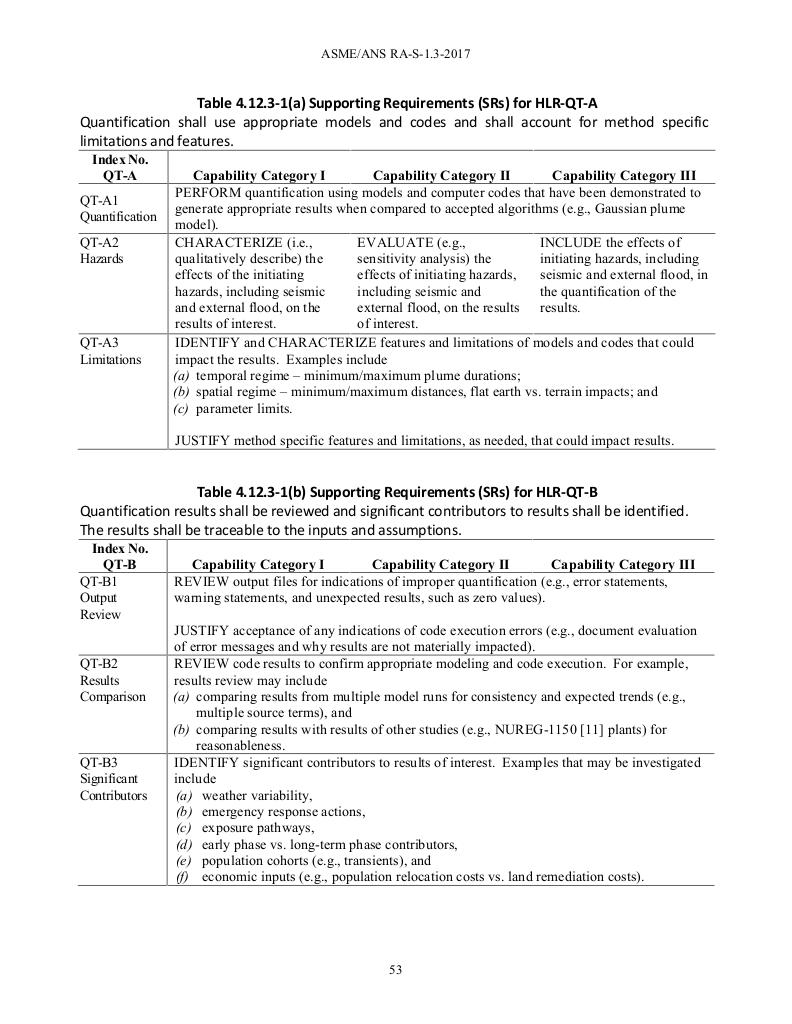 ASME/ANS RA-S-1.3-2017
Table 4.12.3-1(a) Supporting Requirements (SRs) for HLR-QT-A
Quantification shall use appropriate models and codes and shall account for method specific
limitations and features.
Index No.
QT-A Capability Category I Capability Category II Capability Category III
QT-A1
Quantification
PERFORM quantification using models and computer codes that have been demonstrated to
generate appropriate results when compared to accepted algorithms (e.g., Gaussian plume
model).
QT-A2
Hazards
CHARACTERIZE (i.e.,
qualitatively describe) the
effects of the initiating
hazards, including seismic
and external flood, on the
results of interest.
EVALUATE (e.g.,
sensitivity analysis) the
effects of initiating hazards,
including seismic and
external flood, on the results
of interest.
INCLUDE the effects of
initiating hazards, including
seismic and external flood, in
the quantification of the
results.
QT-A3
Limitations
IDENTIFY and CHARACTERIZE features and limitations of models and codes that could
impact the results. Examples include
(a) temporal regime – minimum/maximum plume durations;
(b) spatial regime – minimum/maximum distances, flat earth vs. terrain impacts; and
(c) parameter limits.
JUSTIFY method specific features and limitations, as needed, that could impact results.
Table 4.12.3-1(b) Supporting Requirements (SRs) for HLR-QT-B
Quantification results shall be reviewed and significant contributors to results shall be identified.
The results shall be traceable to the inputs and assumptions.
Index No.
QT-B Capability Category I Capability Category II Capability Category III
QT-B1
Output
Review
REVIEW output files for indications of improper quantification (e.g., error statements,
warning statements, and unexpected results, such as zero values).
JUSTIFY acceptance of any indications of code execution errors (e.g., document evaluation
of error messages and why results are not materially impacted).
QT-B2
Results
Comparison
REVIEW code results to confirm appropriate modeling and code execution. For example,
results review may include
(a) comparing results from multiple model runs for consistency and expected trends (e.g.,
multiple source terms), and
(b) comparing results with results of other studies (e.g., NUREG-1150 [11] plants) for
reasonableness.
QT-B3
Significant
Contributors
IDENTIFY significant contributors to results of interest. Examples that may be investigated
include
(a) weather variability,
(b) emergency response actions,
(c) exposure pathways,
(d) early phase vs. long-term phase contributors,
(e) population cohorts (e.g., transients), and
(f) economic inputs (e.g., population relocation costs vs. land remediation costs).
53